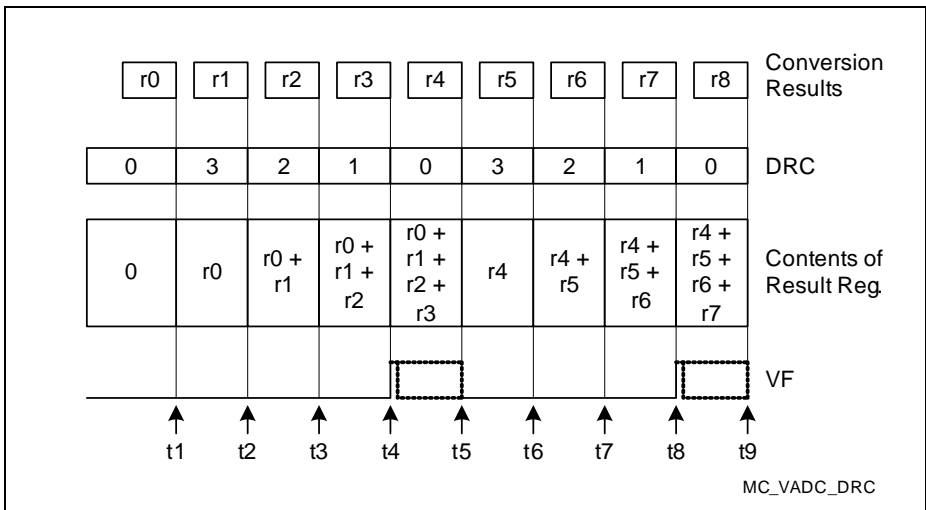 r0 r1 r2 r3 r4 r5 r6 r7 r8
Conversion
Results
0 3 2 1 0 3 2 1 0
DRC
0
r0
r0 +
r1
r0 +
r1 +
r2
r0 +
r1 +
r2 +
r3
r4
r4 +
r5
r4 +
r5 +
r6
r4 +
r5 +
r6 +
r7
Contents of
Result Reg.
VF
t1 t2 t3 t4 t5 t6 t7 t8 t9
MC_VADC_DRC